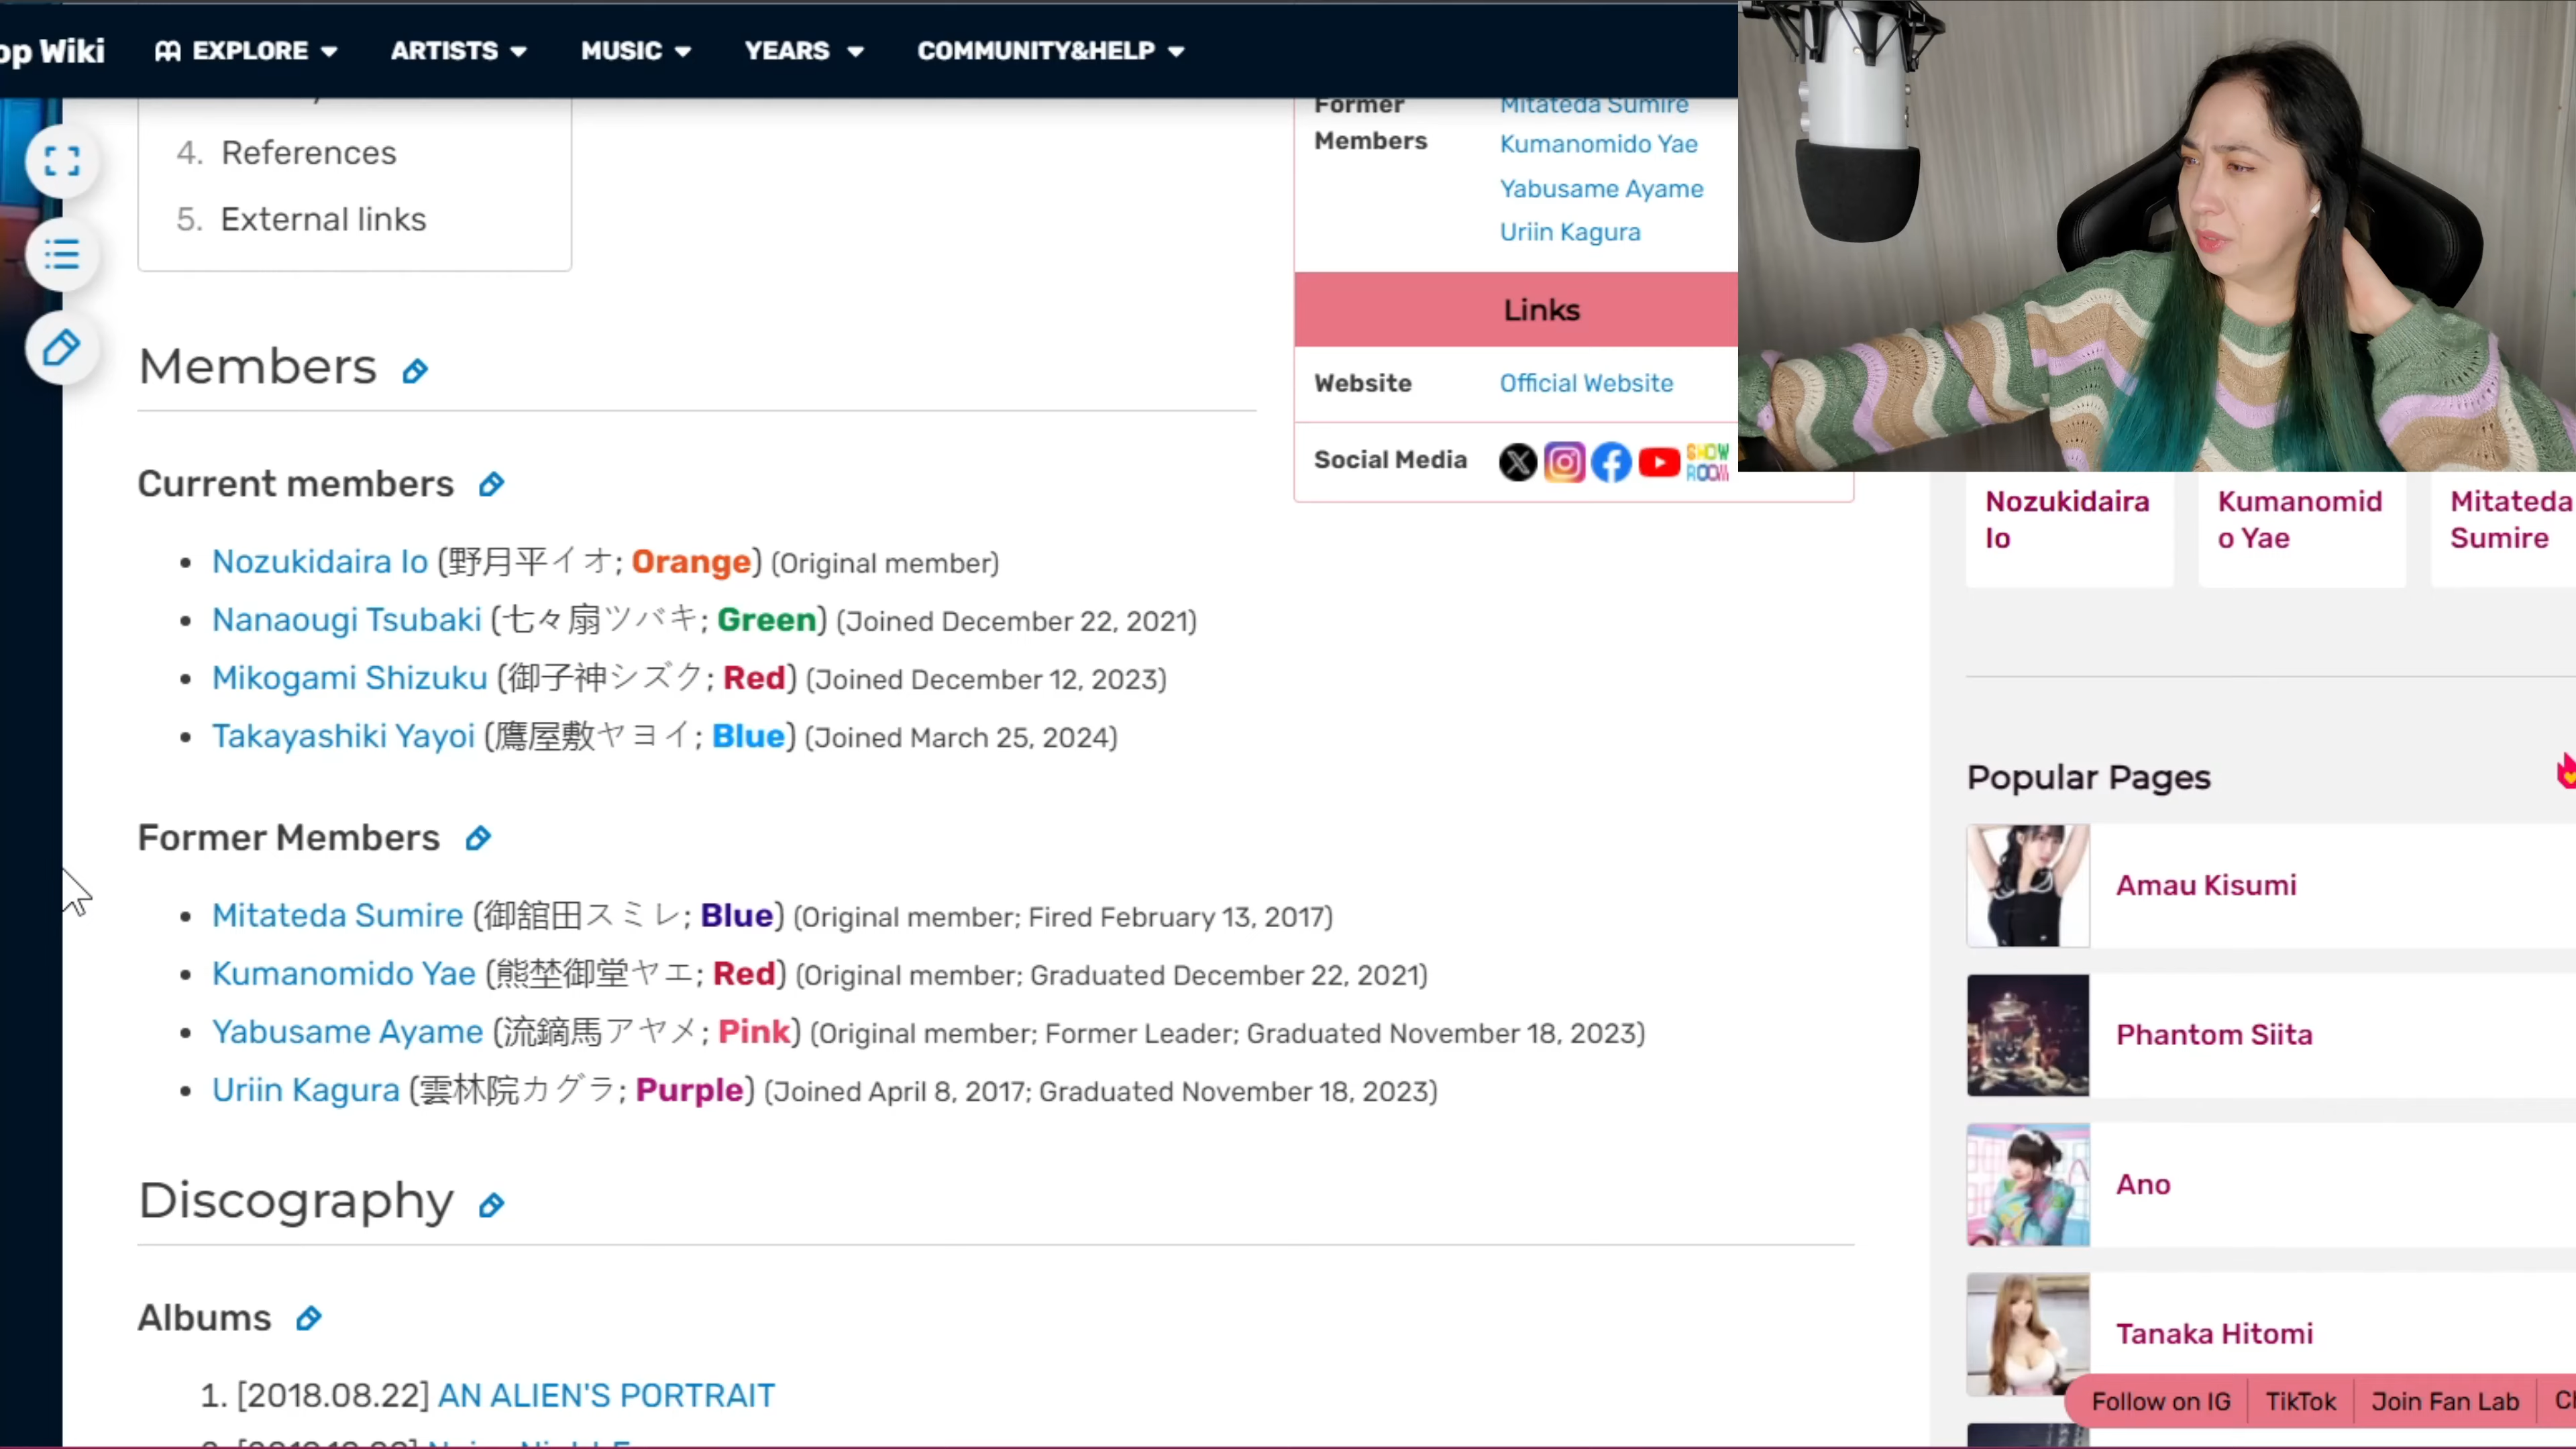 op Wiki EXPLORE ARTISTS MUSIC YEARS COMMUNITY&HELP
4. References
5. External links
Former Members
Mitateda Sumire
Kumanomido Yae
Yabusame Ayame
Uriin Kagura
Links
Website Official Website
Social Media SHOW ROOM
Members
Current members
Nozukidaira Io (野月平イオ; Orange) (Original member)
Nanaougi Tsubaki (七々扇ツバキ; Green) (Joined December 22, 2021)
Mikogami Shizuku (御子神シズク; Red) (Joined December 12, 2023)
Takayashiki Yayoi (鷹屋敷ヤヨイ; Blue) (Joined March 25, 2024)
Former Members
Mitateda Sumire (御舘田スミレ; Blue) (Original member; Fired February 13, 2017)
Kumanomido Yae (熊埜御堂ヤエ; Red) (Original member; Graduated December 22, 2021)
Yabusame Ayame (流鏑馬アヤメ; Pink) (Original member; Former Leader; Graduated November 18, 2023)
Uriin Kagura (雲林院カグラ; Purple) (Joined April 8, 2017; Graduated November 18, 2023)
Discography
Albums
1. [2018.08.22] AN ALIEN'S PORTRAIT
Nozukidaira
Io
Kumanomid
o Yae
Mitateda
Sumire
Popular Pages
Amau Kisumi
Phantom Siita
Ano
Tanaka Hitomi
Follow on IG TikTok Join Fan Lab